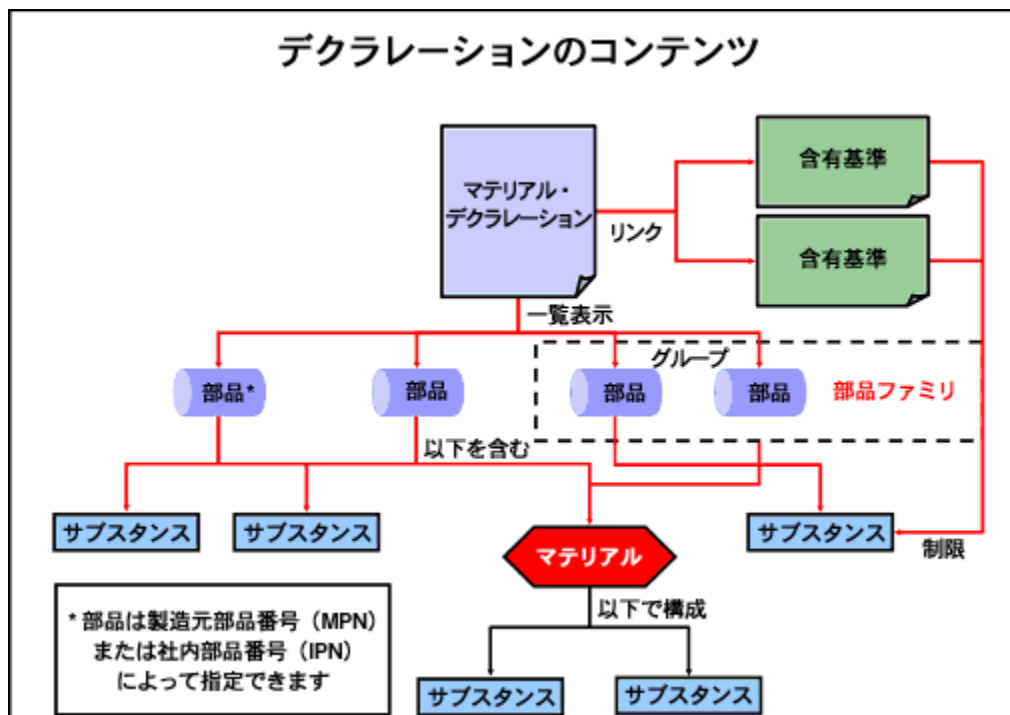 デクラレーションのコンテンツ
マテリアル・
デクラレーション
リンク
含有基準
含有基準
一覧表示
グループ
部品*
部品
部品
部品
部品ファミリ
以下を含む
サブスタンス
サブスタンス
マテリアル
サブスタンス
制限
以下で構成
サブスタンス
サブスタンス
* 部品は製造元部品番号（MPN）
または社内部品番号（IPN）
によって指定できます